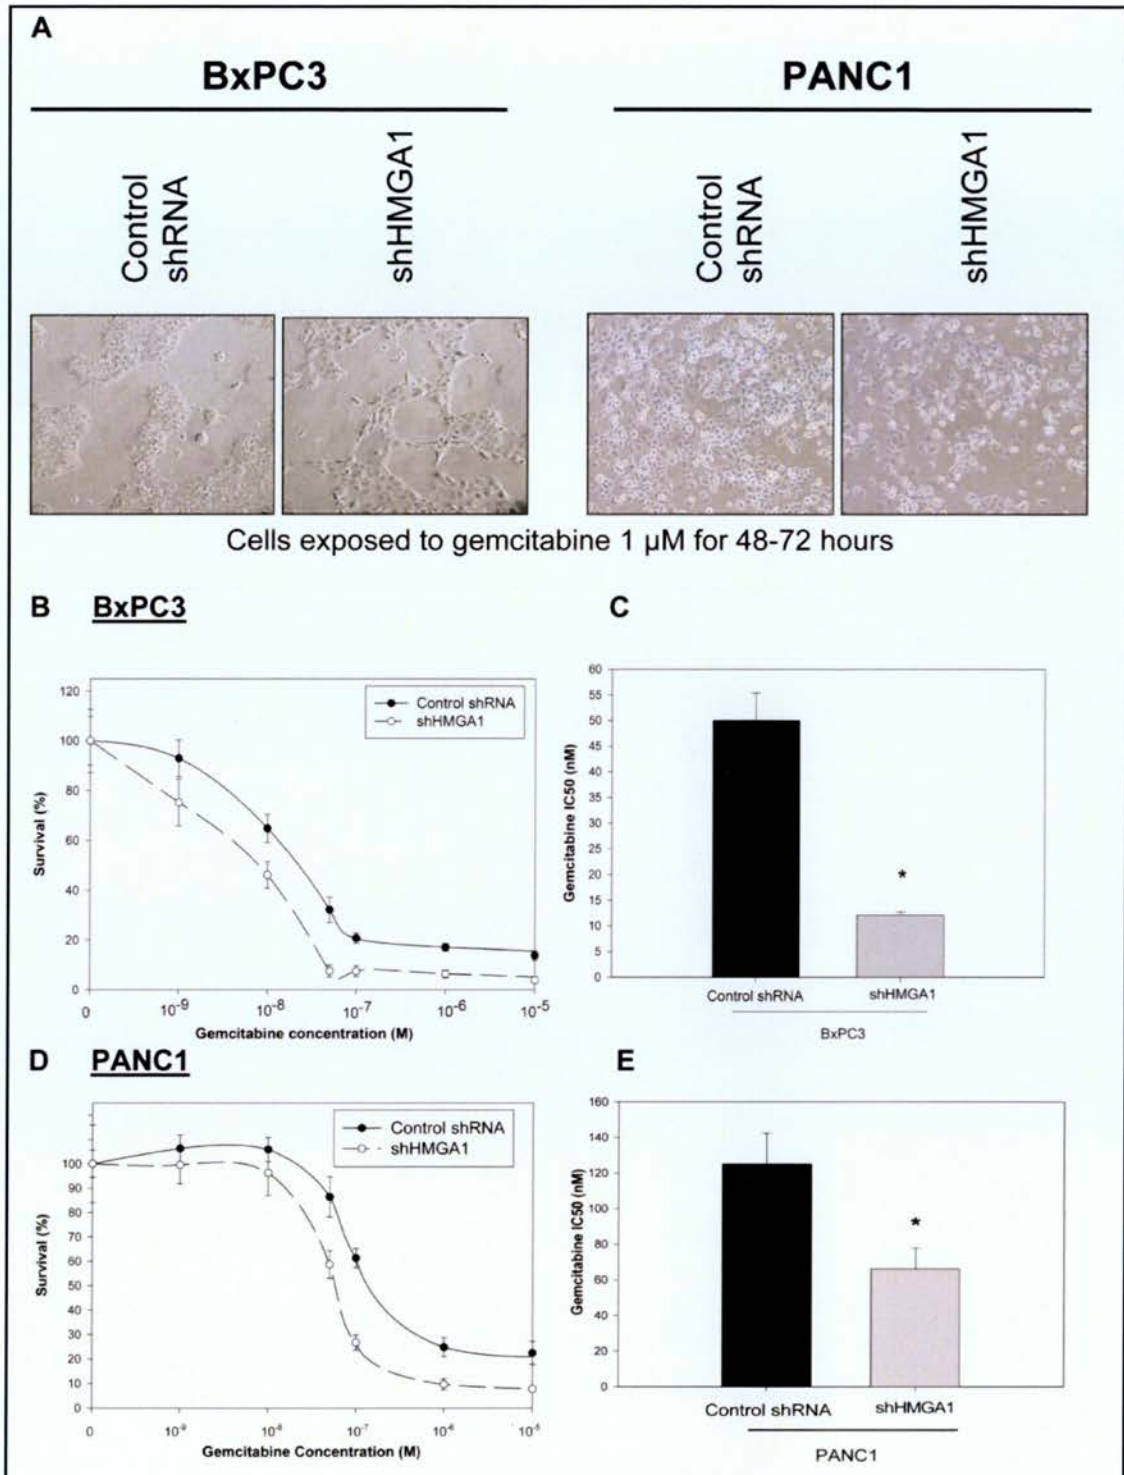 A
BxPC3
PANC1
Control
shRNA
shHMGA1
Control
shRNA
shHMGA1
Cells exposed to gemcitabine 1 µM for 48-72 hours
B BxPC3
C
120
100
80
60
40
20
0
Survival (%)
Control shRNA
shHMGA1
0 10-9 10-8 10-7 10-6 10-5
Gemcitabine concentration (M)
60
55
50
45
40
35
30
25
20
15
10
5
0
Gemcitabine IC50 (nM)
*
Control shRNA shHMGA1
BxPC3
D PANC1
E
100
90
80
70
60
50
40
30
20
10
0
Survival (%)
Control shRNA
shHMGA1
0 10-9 10-8 10-7 10-6 10-5
Gemcitabine Concentration (M)
160
140
120
100
80
60
40
20
0
Gemcitabine IC50 (nM)
*
Control shRNA shHMGA1
PANC1